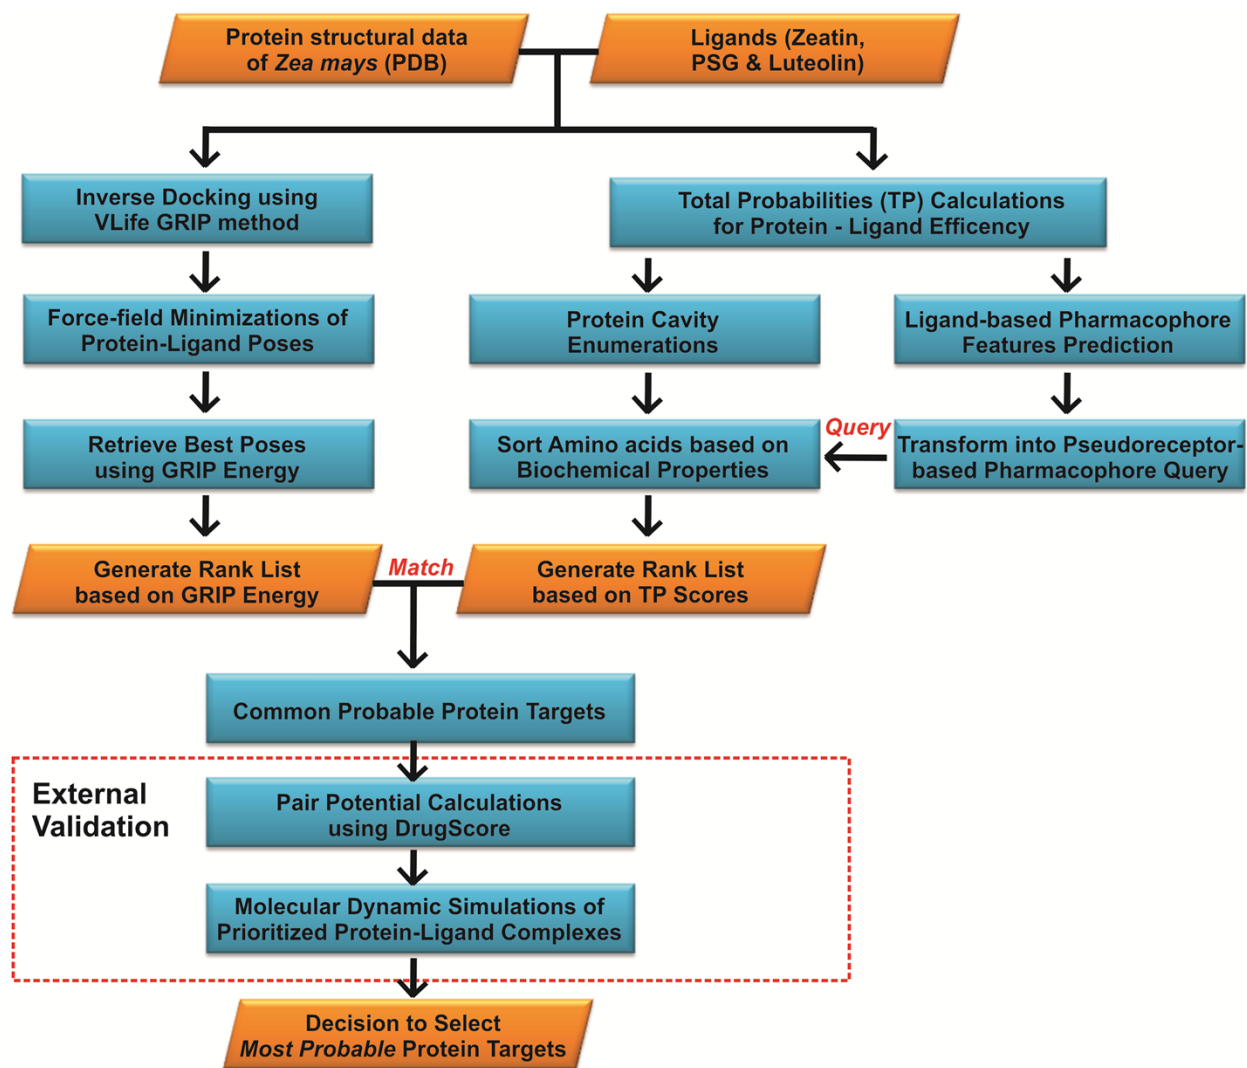 Protein structural data
of Zea mays (PDB)
Ligands (Zeatin,
PSG & Luteolin)
Inverse Docking using
VLife GRIP method
Total Probabilities (TP) Calculations
for Protein - Ligand Efficency
Force-field Minimizations of
Protein-Ligand Poses
Protein Cavity
Enumerations
Ligand-based Pharmacophore
Features Prediction
Retrieve Best Poses
using GRIP Energy
Sort Amino acids based on
Biochemical Properties
Query
Transform into Pseudoreceptor-
based Pharmacophore Query
Generate Rank List
based on GRIP Energy
Match
Generate Rank List
based on TP Scores
Common Probable Protein Targets
External
Validation
Pair Potential Calculations
using DrugScore
Molecular Dynamic Simulations of
Prioritized Protein-Ligand Complexes
Decision to Select
Most Probable Protein Targets